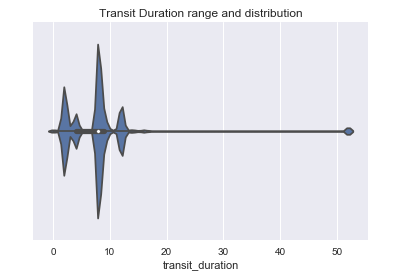 Transit Duration range and distribution
0 10 20 30 40 50
transit_duration